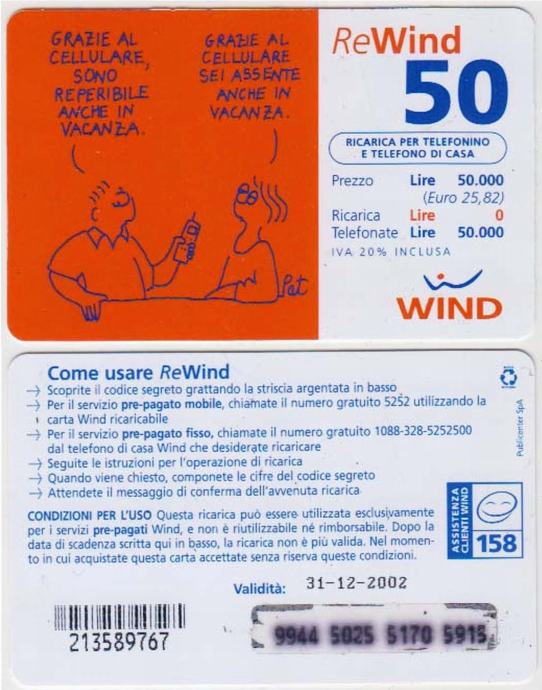 GRAZIE AL
CELLULARE,
SONO
REPERIBILE
ANCHE IN
VACANZA.
GRAZIE AL
CELLULARE
SEI ASSENTE
ANCHE IN
VACANZA.
Pat
ReWind
50
RICARICA PER TELEFONINO
E TELEFONO DI CASA
Prezzo Lire 50.000
(Euro 25,82)
Ricarica Lire 0
Telefonate Lire 50.000
IVA 20% INCLUSA
WIND
Come usare ReWind
→ Scoprite il codice segreto grattando la striscia argentata in basso
→ Per il servizio pre-pagato mobile, chiamate il numero gratuito 5252 utilizzando la
carta Wind ricaricabile
→ Per il servizio pre-pagato fisso, chiamate il numero gratuito 1088-328-5252500
dal telefono di casa Wind che desiderate ricaricare
→ Seguite le istruzioni per l'operazione di ricarica
→ Quando viene chiesto, componete le cifre del codice segreto
→ Attendete il messaggio di conferma dell'avvenuta ricarica
Publicenter SpA
CONDIZIONI PER L'USO Questa ricarica può essere utilizzata esclusivamente
per i servizi pre-pagati Wind, e non è riutilizzabile né rimborsabile. Dopo la
data di scadenza scritta qui in basso, la ricarica non è più valida. Nel momen-
to in cui acquistate questa carta accettate senza riserva queste condizioni.
ASSISTENZA
CLIENTI WIND
158
Validità: 31-12-2002
213589767
9944 5025 5170 5915